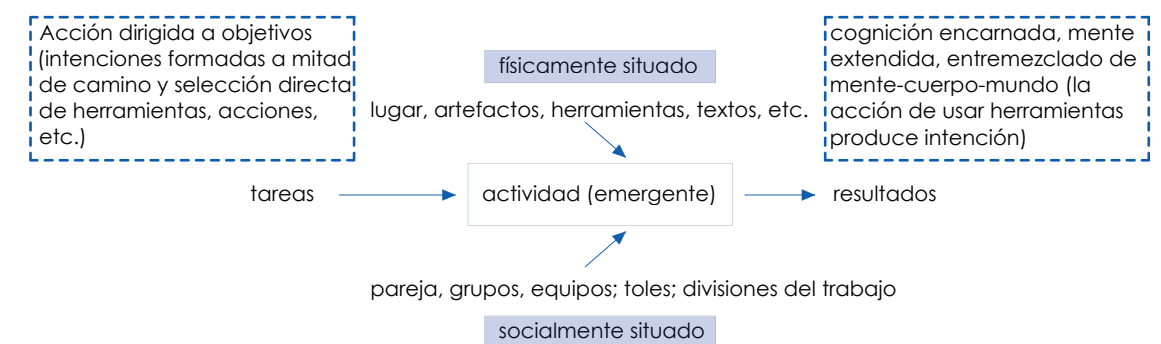 Acción dirigida a objetivos
(intenciones formadas a mitad
de camino y selección directa
de herramientas, acciones,
etc.)
físicamente situado
lugar, artefactos, herramientas, textos, etc.
cognición encarnada, mente
extendida, entremezclado de
mente-cuerpo-mundo (la
acción de usar herramientas
produce intención)
tareas
actividad (emergente)
resultados
pareja, grupos, equipos; toles; divisiones del trabajo
socialmente situado